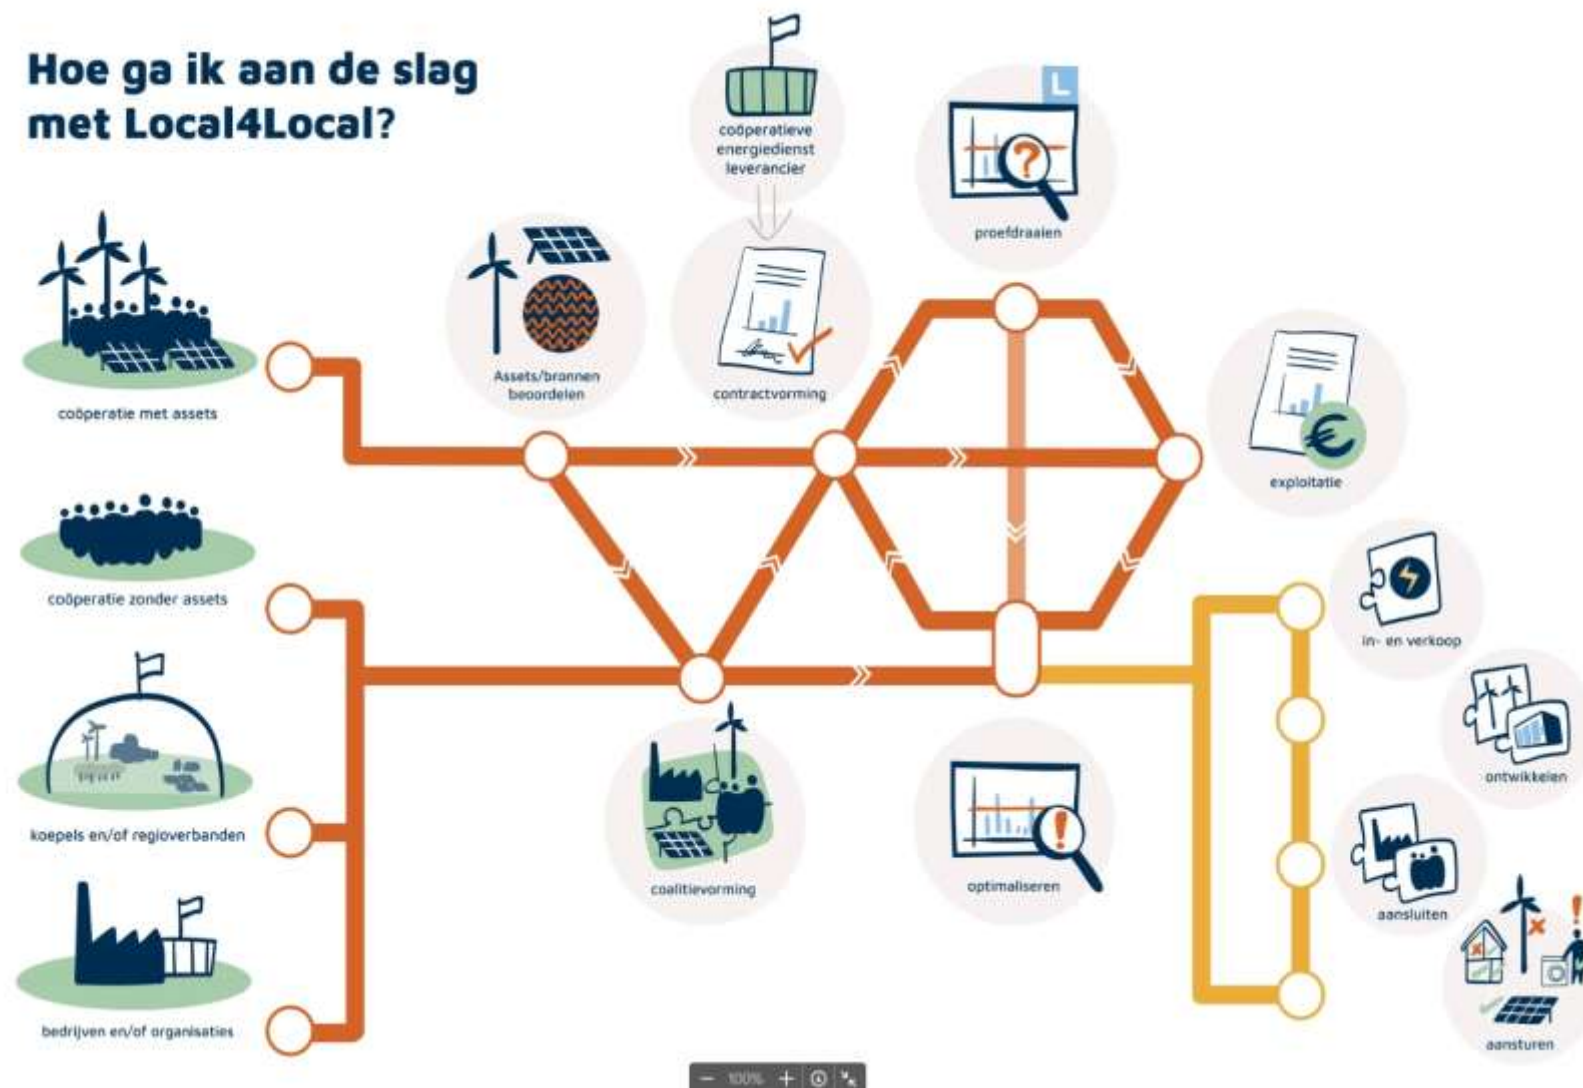 Hoe ga ik aan de slag
met Local4Local?
coöperatieve
energiedienst
leverancier
L
?
proefdraaien
Assets/bronnen
beoordelen
contractvorming
coöperatie met assets
€
exploitatie
coöperatie zonder assets
in- en verkoop
ontwikkelen
koepels en/of regioverbanden
!
coalitievorming
optimaliseren
aansluiten
!
bedrijven en/of organisaties
aansturen
100%